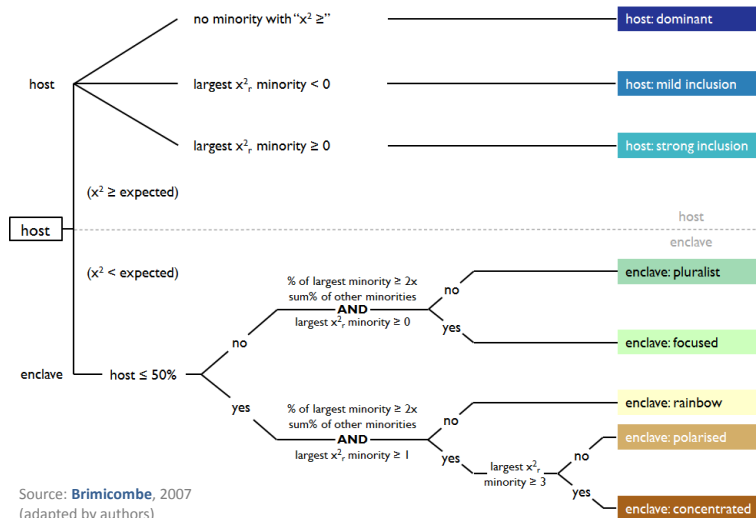 no minority with “x² ≥”
host: dominant
host
largest x²ᵣ minority < 0
host: mild inclusion
largest x²ᵣ minority ≥ 0
host: strong inclusion
(x² ≥ expected)
host
host
enclave
(x² < expected)
% of largest minority ≥ 2x
sum% of other minorities
AND
largest x²ᵣ minority ≥ 0
no
enclave: pluralist
yes
enclave: focused
no
enclave
host ≤ 50%
yes
% of largest minority ≥ 2x
sum% of other minorities
AND
largest x²ᵣ minority ≥ 1
no
enclave: rainbow
yes
largest x²ᵣ
minority ≥ 3
no
enclave: polarised
yes
enclave: concentrated
Source: Brimicombe, 2007
(adapted by authors)